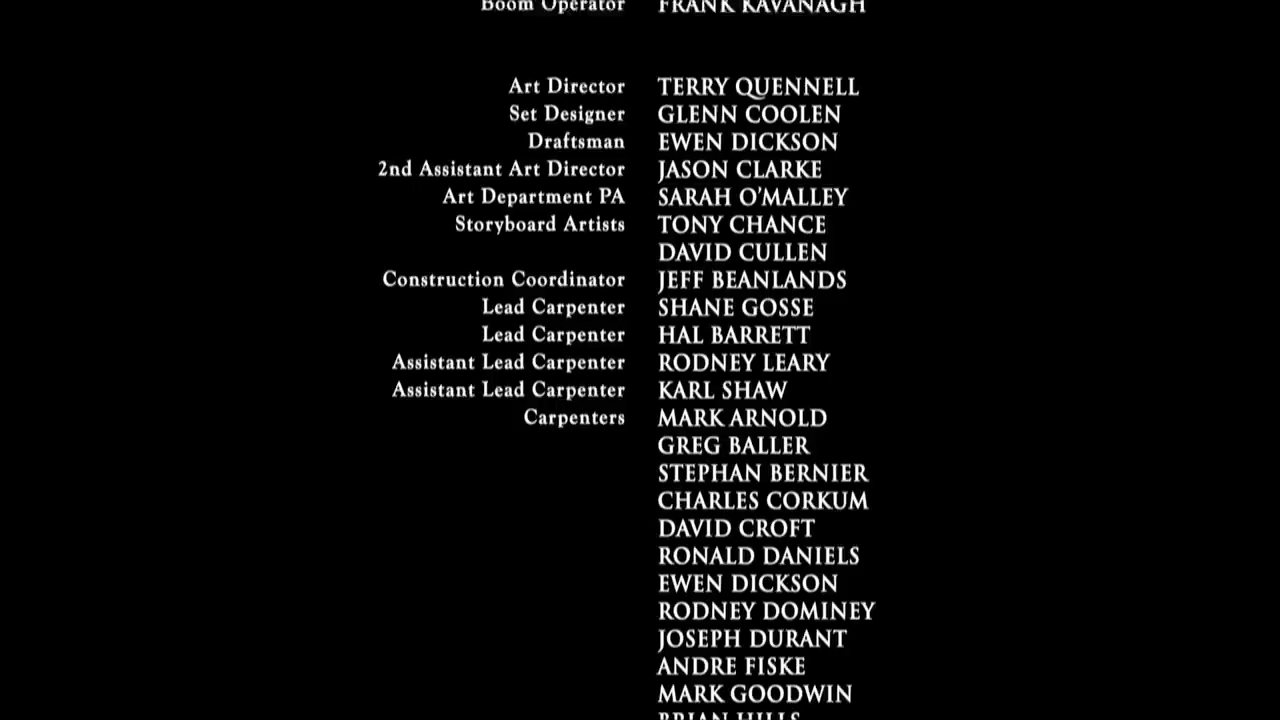 Boom Operator FRANK KAVANAGH
Art Director TERRY QUENNELL
Set Designer GLENN COOLEN
Draftsman EWEN DICKSON
2nd Assistant Art Director JASON CLARKE
Art Department PA SARAH O'MALLEY
Storyboard Artists TONY CHANCE
DAVID CULLEN
Construction Coordinator JEFF BEANLANDS
Lead Carpenter SHANE GOSSE
Lead Carpenter HAL BARRETT
Assistant Lead Carpenter RODNEY LEARY
Assistant Lead Carpenter KARL SHAW
Carpenters MARK ARNOLD
GREG BALLER
STEPHAN BERNIER
CHARLES CORKUM
DAVID CROFT
RONALD DANIELS
EWEN DICKSON
RODNEY DOMINEY
JOSEPH DURANT
ANDRE FISKE
MARK GOODWIN
BRIAN HILLS